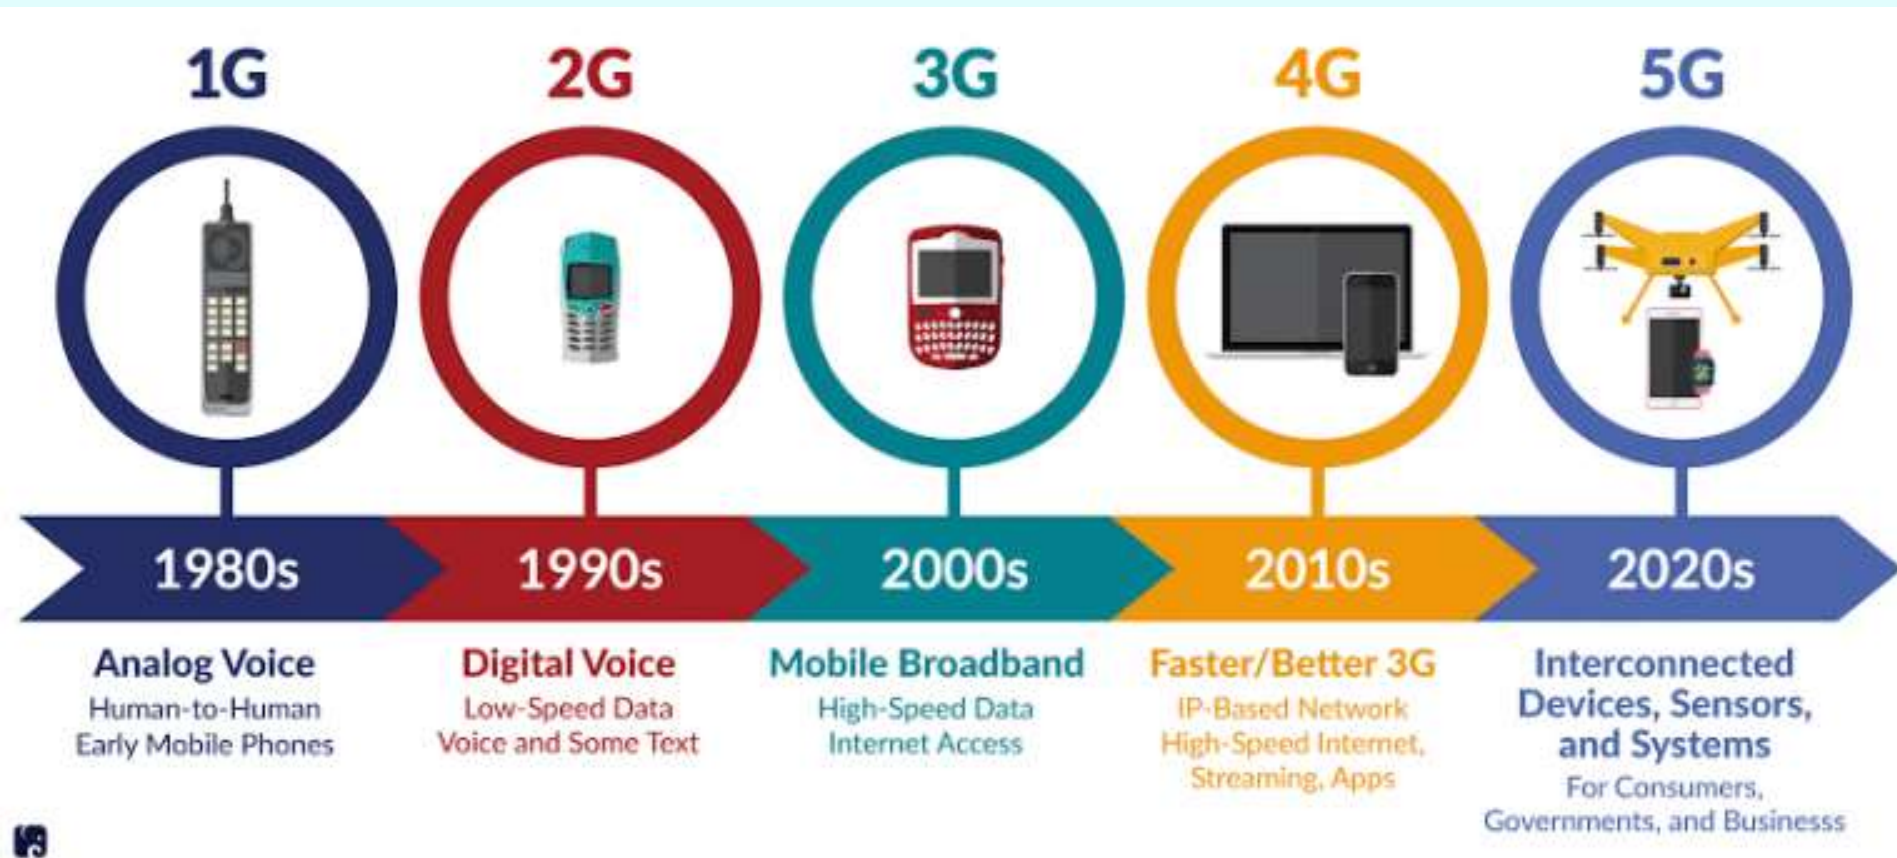 1G
2G
3G
4G
5G
1980s
1990s
2000s
2010s
2020s
Analog Voice
Human-to-Human
Early Mobile Phones
Digital Voice
Low-Speed Data
Voice and Some Text
Mobile Broadband
High-Speed Data
Internet Access
Faster/Better 3G
IP-Based Network
High-Speed Internet,
Streaming, Apps
Interconnected
Devices, Sensors,
and Systems
For Consumers,
Governments, and Businesss